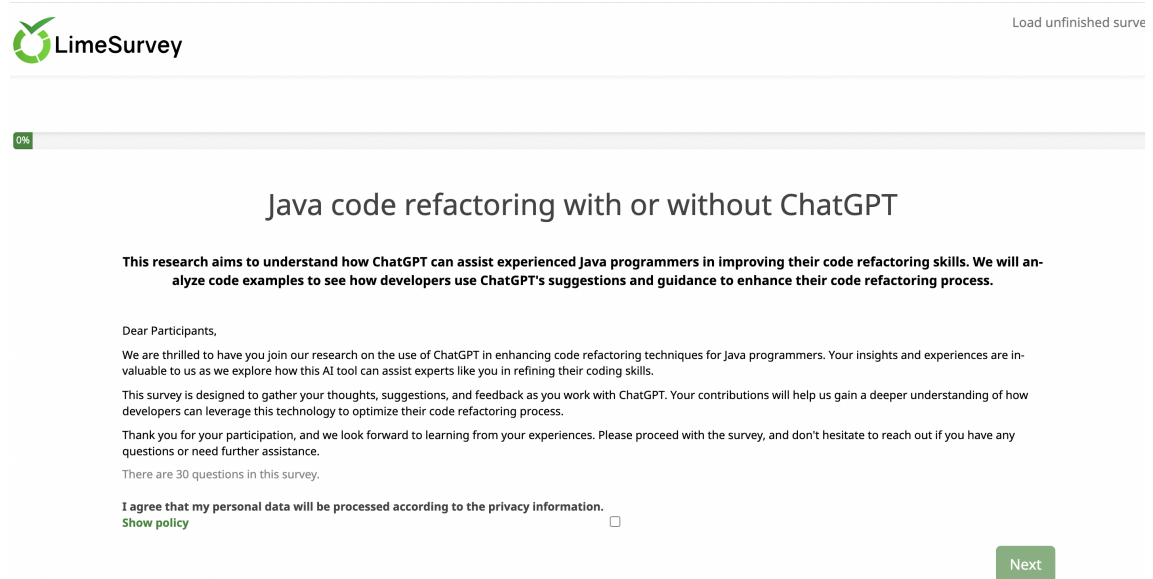 Load unfinished surve
LimeSurvey
0%
Java code refactoring with or without ChatGPT
This research aims to understand how ChatGPT can assist experienced Java programmers in improving their code refactoring skills. We will an-
alyze code examples to see how developers use ChatGPT's suggestions and guidance to enhance their code refactoring process.
Dear Participants,
We are thrilled to have you join our research on the use of ChatGPT in enhancing code refactoring techniques for Java programmers. Your insights and experiences are in-
valuable to us as we explore how this AI tool can assist experts like you in refining their coding skills.
This survey is designed to gather your thoughts, suggestions, and feedback as you work with ChatGPT. Your contributions will help us gain a deeper understanding of how
developers can leverage this technology to optimize their code refactoring process.
Thank you for your participation, and we look forward to learning from your experiences. Please proceed with the survey, and don't hesitate to reach out if you have any
questions or need further assistance.
There are 30 questions in this survey.
I agree that my personal data will be processed according to the privacy information.
Show policy
Next